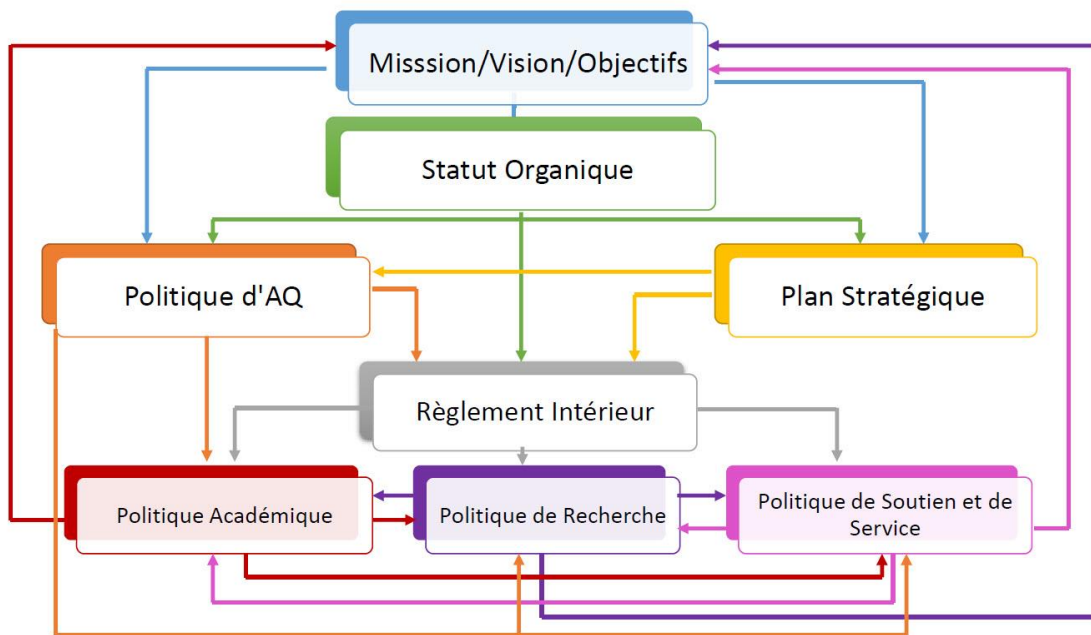 Misssion/Vision/Objectifs
Statut Organique
Politique d'AQ
Plan Stratégique
Règlement Intérieur
Politique Académique
Politique de Recherche
Politique de Soutien et de
Service